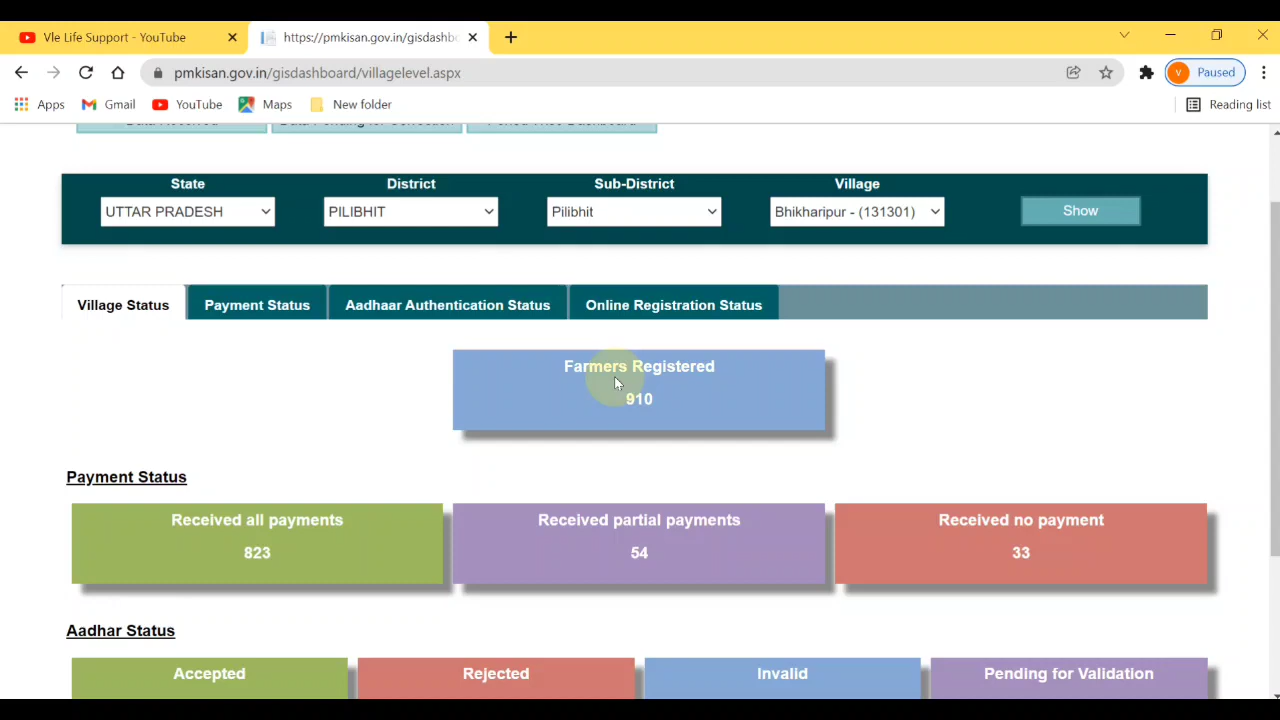 Vle Life Support - YouTube
https://pmkisan.gov.in/gisdashb
pmkisan.gov.in/gisdashboard/villagelevel.aspx
V Paused
Apps Gmail YouTube Maps New folder Reading list
State District Sub-District Village
UTTAR PRADESH PILIBHIT Pilibhit Bhikharipur - (131301) Show
Village Status Payment Status Aadhaar Authentication Status Online Registration Status
Farmers Registered
910
Payment Status
Received all payments Received partial payments Received no payment
823 54 33
Aadhar Status
Accepted Rejected Invalid Pending for Validation